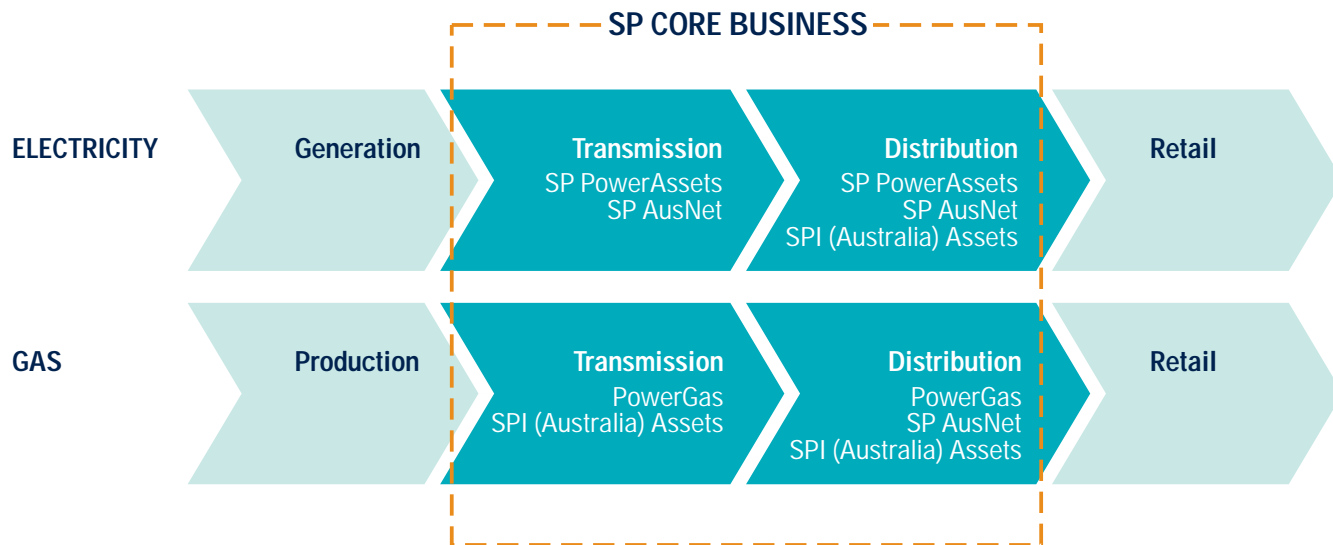 SP CORE BUSINESS
ELECTRICITY
Generation
Transmission
SP PowerAssets
SP AusNet
Distribution
SP PowerAssets
SP AusNet
SPI (Australia) Assets
Retail
GAS
Production
Transmission
PowerGas
SPI (Australia) Assets
Distribution
PowerGas
SP AusNet
SPI (Australia) Assets
Retail